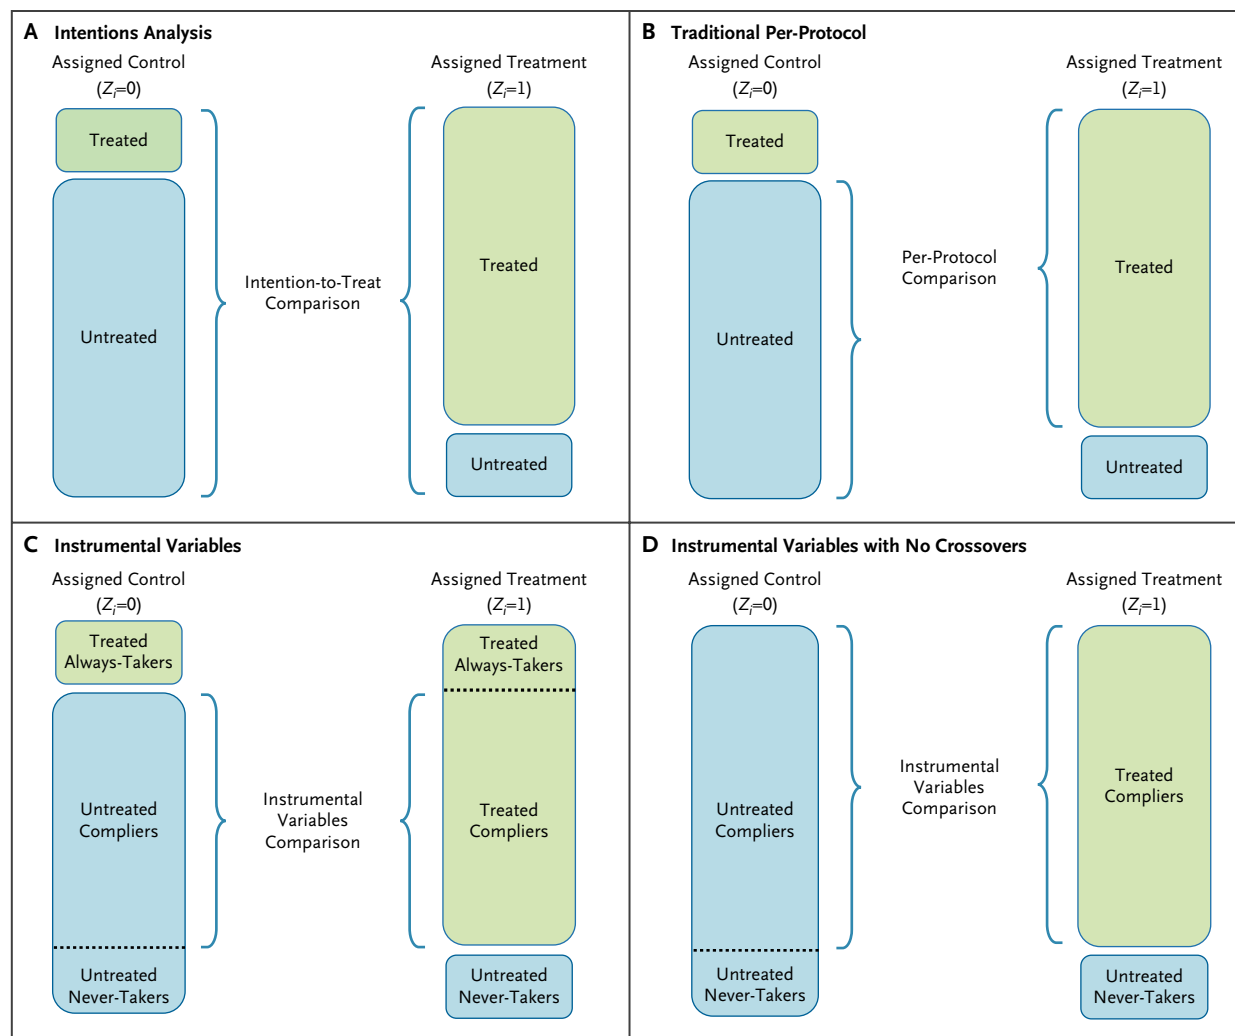 A Intentions Analysis
Assigned Control
(Zi=0)
Assigned Treatment
(Zi=1)
Treated
Untreated
Intention-to-Treat
Comparison
Treated
Untreated
B Traditional Per-Protocol
Assigned Control
(Zi=0)
Assigned Treatment
(Zi=1)
Treated
Untreated
Per-Protocol
Comparison
Treated
Untreated
C Instrumental Variables
Assigned Control
(Zi=0)
Assigned Treatment
(Zi=1)
Treated
Always-Takers
Untreated
Compliers
Untreated
Never-Takers
Instrumental
Variables
Comparison
Treated
Always-Takers
Treated
Compliers
Untreated
Never-Takers
D Instrumental Variables with No Crossovers
Assigned Control
(Zi=0)
Assigned Treatment
(Zi=1)
Untreated
Compliers
Untreated
Never-Takers
Instrumental
Variables
Comparison
Treated
Compliers
Untreated
Never-Takers